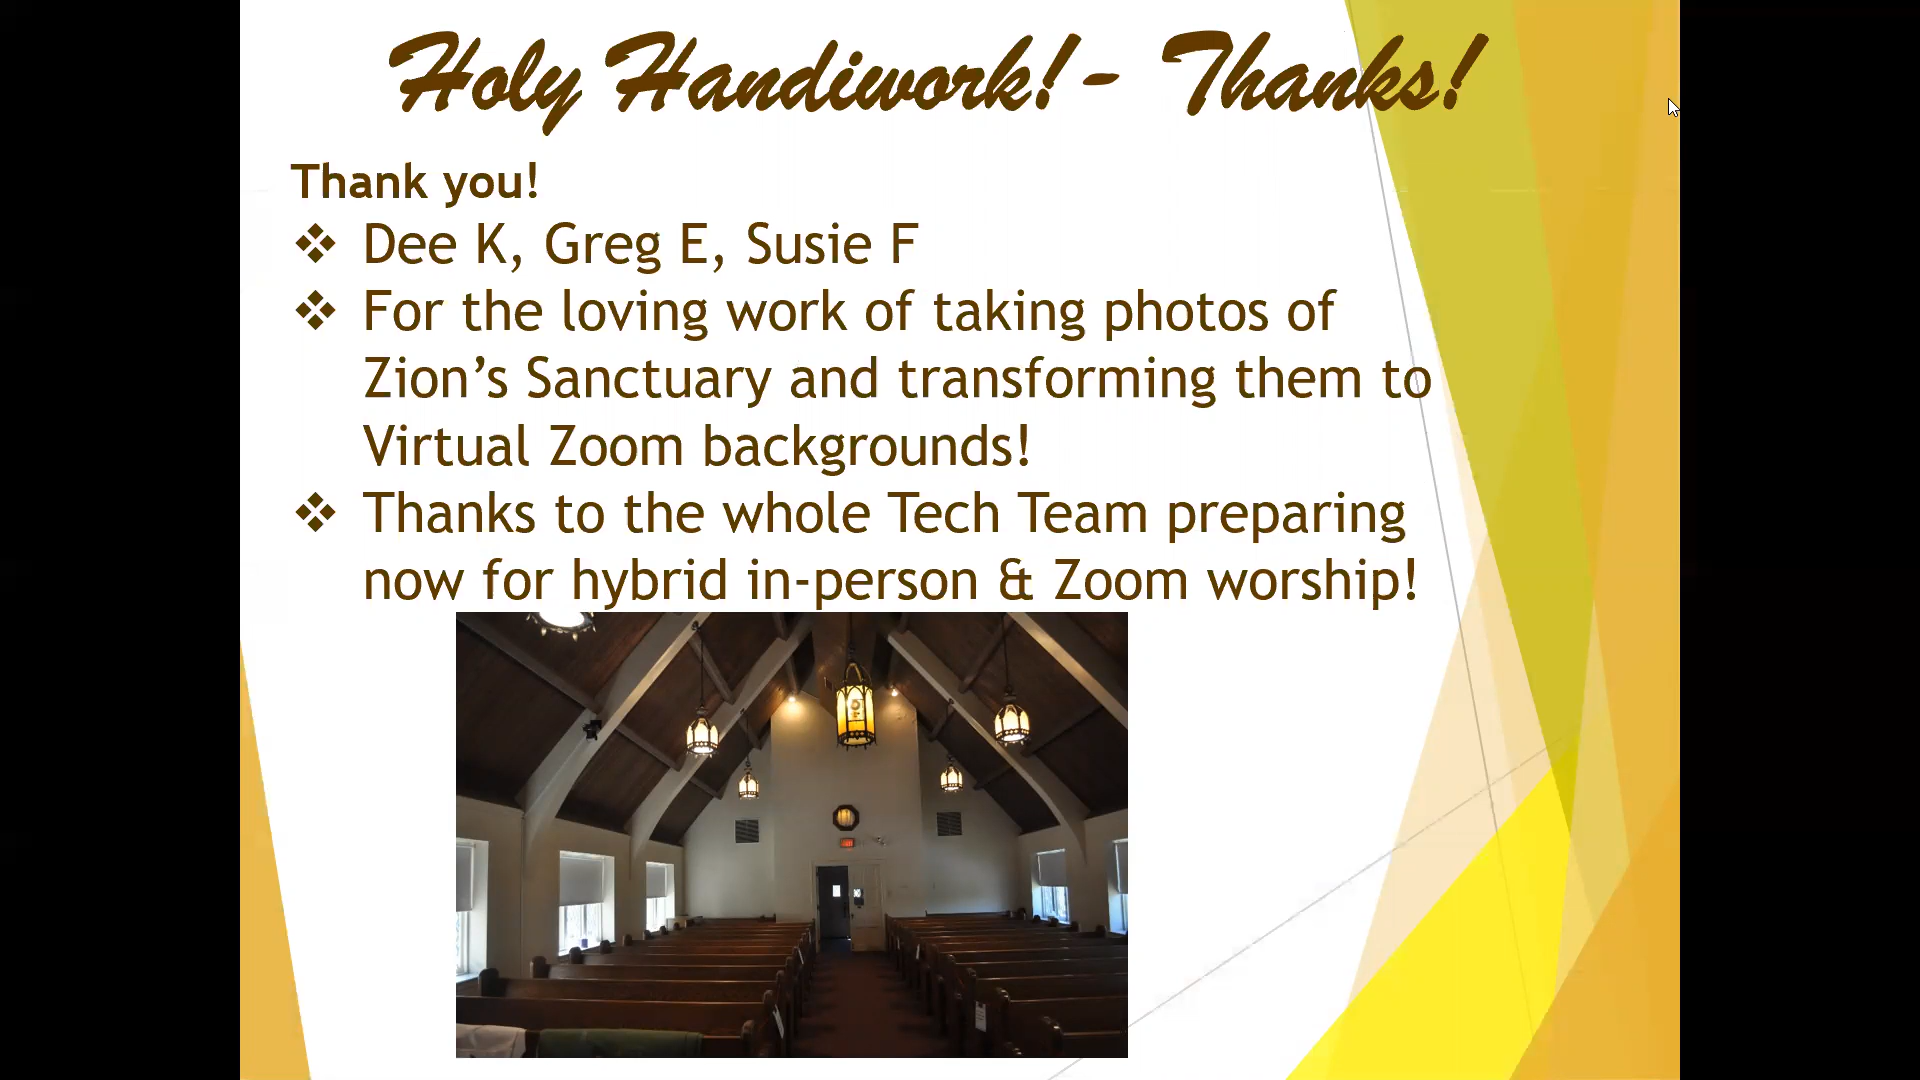 Holy Handiwork!- Thanks!
Thank you!
❖ Dee K, Greg E, Susie F
❖ For the loving work of taking photos of
Zion’s Sanctuary and transforming them to
Virtual Zoom backgrounds!
❖ Thanks to the whole Tech Team preparing
now for hybrid in-person & Zoom worship!